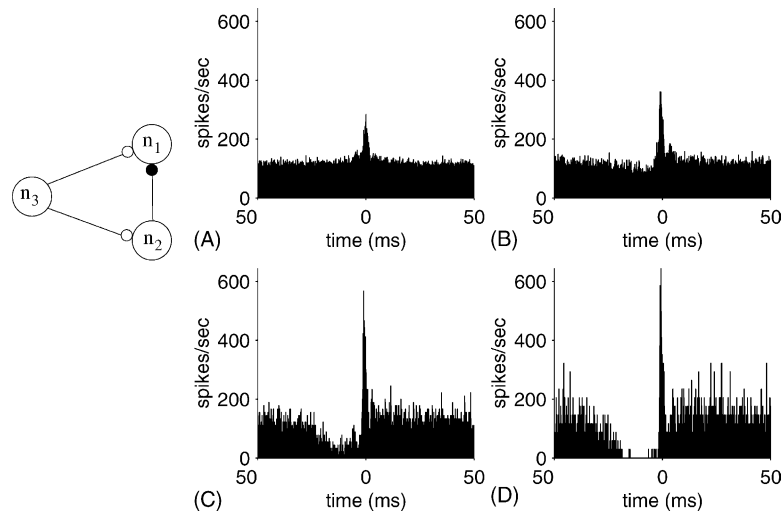 n1
n2
n3
600
400
200
0
spikes/sec
50 0 50
(A) time (ms)
600
400
200
0
spikes/sec
50 0 50
(B) time (ms)
600
400
200
0
spikes/sec
50 0 50
(C) time (ms)
600
400
200
0
spikes/sec
50 0 50
(D) time (ms)